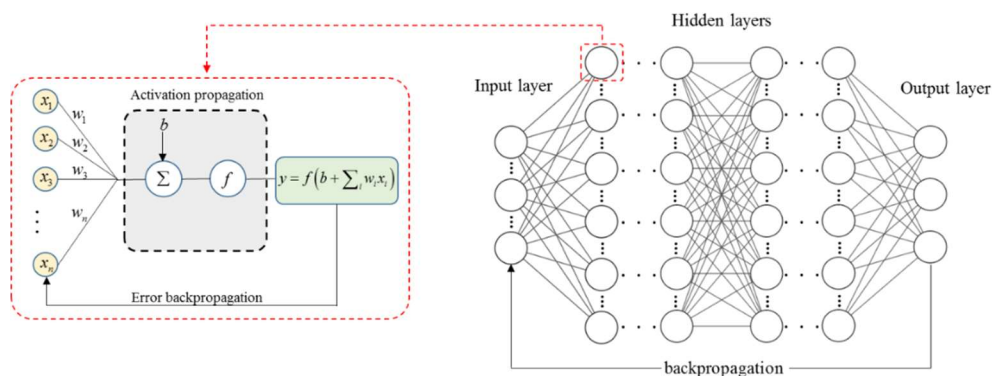 Hidden layers
Input layer
Output layer
Activation propagation
x₁
w₁
b
x₂
w₂
x₃
w₃
Σ
f
y = f(b + ∑ᵢ wᵢxᵢ)
wₙ
xₙ
Error backpropagation
backpropagation